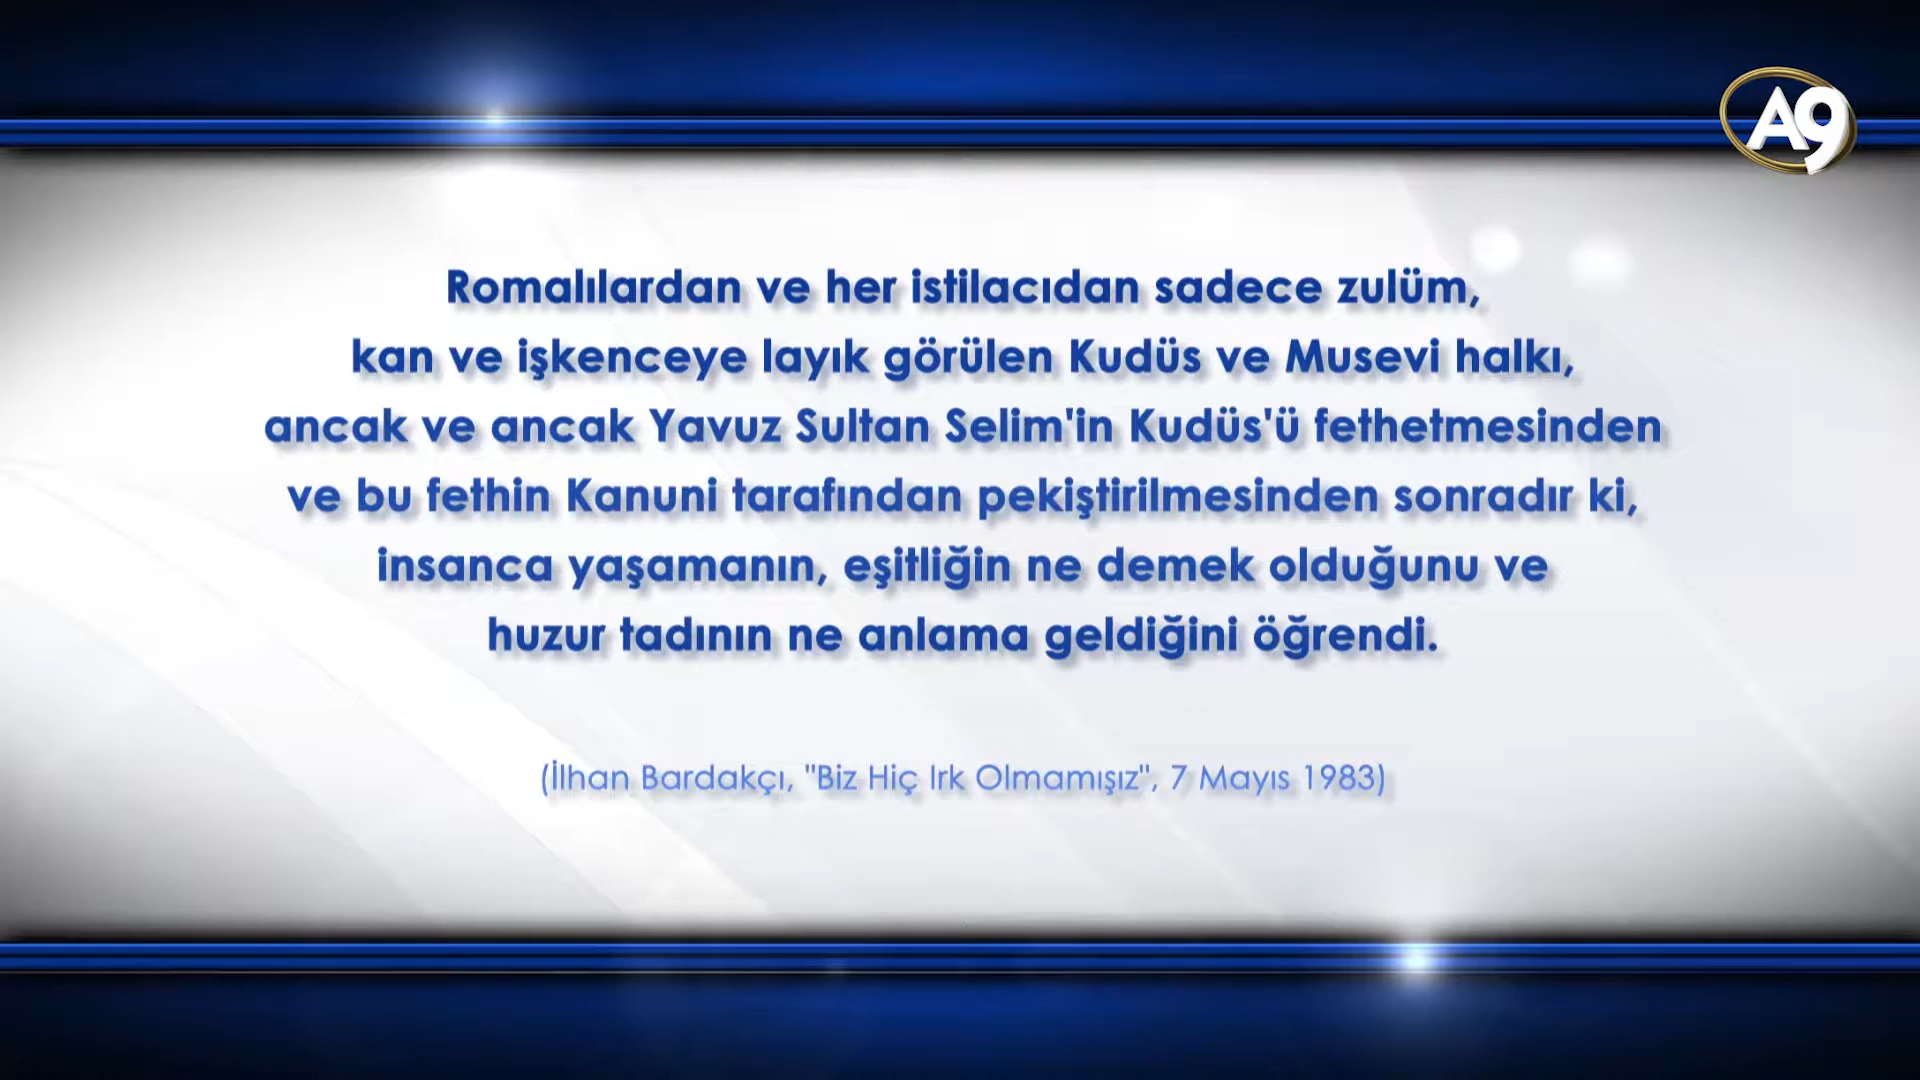 A9
Romalılardan ve her istilacıdan sadece zulüm,
kan ve işkenceye layık görülen Kudüs ve Musevi halkı,
ancak ve ancak Yavuz Sultan Selim'in Kudüs'ü fethetmesinden
ve bu fethin Kanuni tarafından pekiştirilmesinden sonradır ki,
insanca yaşamanın, eşitliğin ne demek olduğunu ve
huzur tadının ne anlama geldiğini öğrendi.
(İlhan Bardakçı, "Biz Hiç Irk Olmamışız", 7 Mayıs 1983)